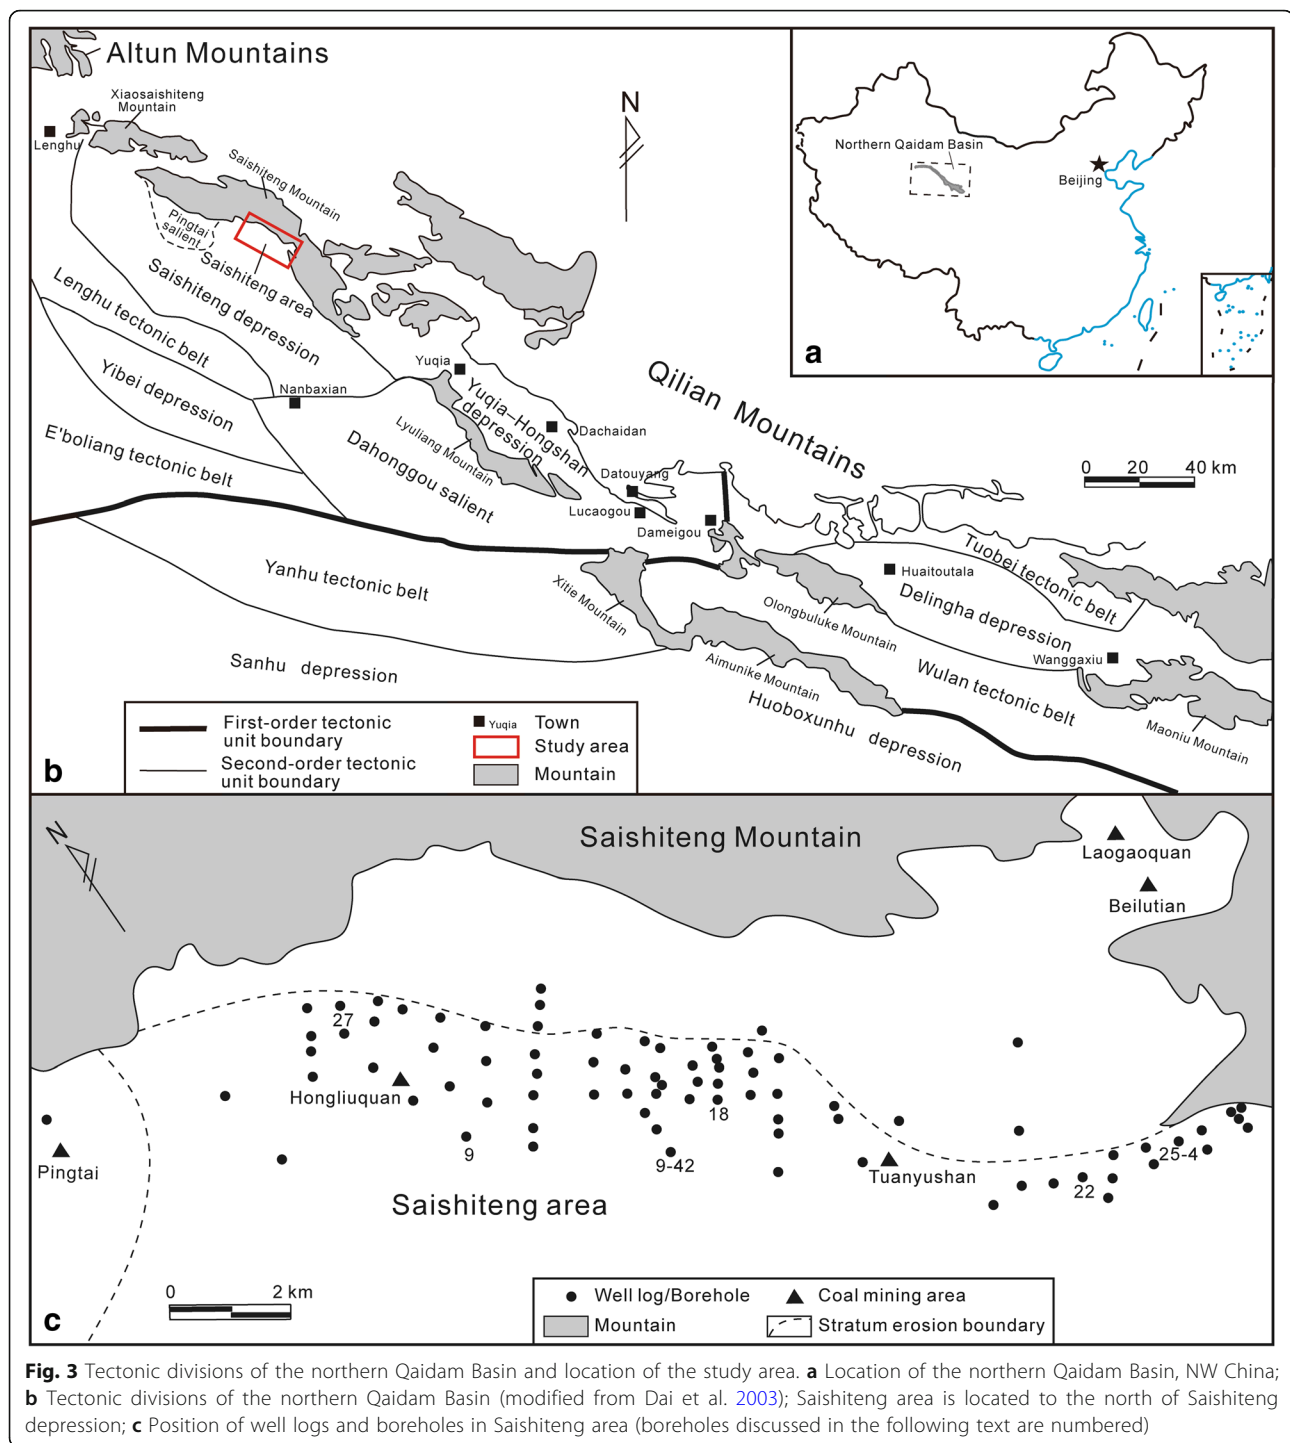 Altun Mountains
Xiaosaishiteng
Mountain
Lenghu
Saishiteng Mountain
Pingtai
salient
Saishiteng area
Saishiteng depression
Lenghu tectonic belt
Yibei depression
E'boliang tectonic belt
Nanbaxian
Yuqia
Yuqia–Hongshan
depression
Dachaidan
Lyuliang Mountain
Dahonggou salient
Datouyang
Lucaogou
Dameigou
N
Qilian Mountains
0 20 40 km
Northern Qaidam Basin
Beijing
a
Yanhu tectonic belt
Xitie Mountain
Sanhu depression
Huaitoutala
Tuobei tectonic belt
Delingha depression
Olongbuluke Mountain
Wanggaxiu
Aimunike Mountain
Wulan tectonic belt
Huoboxunhu depression
Maoniu Mountain
First-order tectonic
unit boundary
Second-order tectonic
unit boundary
Yuqia Town
Study area
Mountain
b
N
Saishiteng Mountain
Laogaoquan
Beilutian
27
Hongliuquan
18
9
9-42
Pingtai
Tuanyushan
25-4
22
Saishiteng area
0 2 km
Well log/Borehole
Coal mining area
Mountain
Stratum erosion boundary
c
Fig. 3 Tectonic divisions of the northern Qaidam Basin and location of the study area. a Location of the northern Qaidam Basin, NW China;
b Tectonic divisions of the northern Qaidam Basin (modified from Dai et al. 2003); Saishiteng area is located to the north of Saishiteng
depression; c Position of well logs and boreholes in Saishiteng area (boreholes discussed in the following text are numbered)